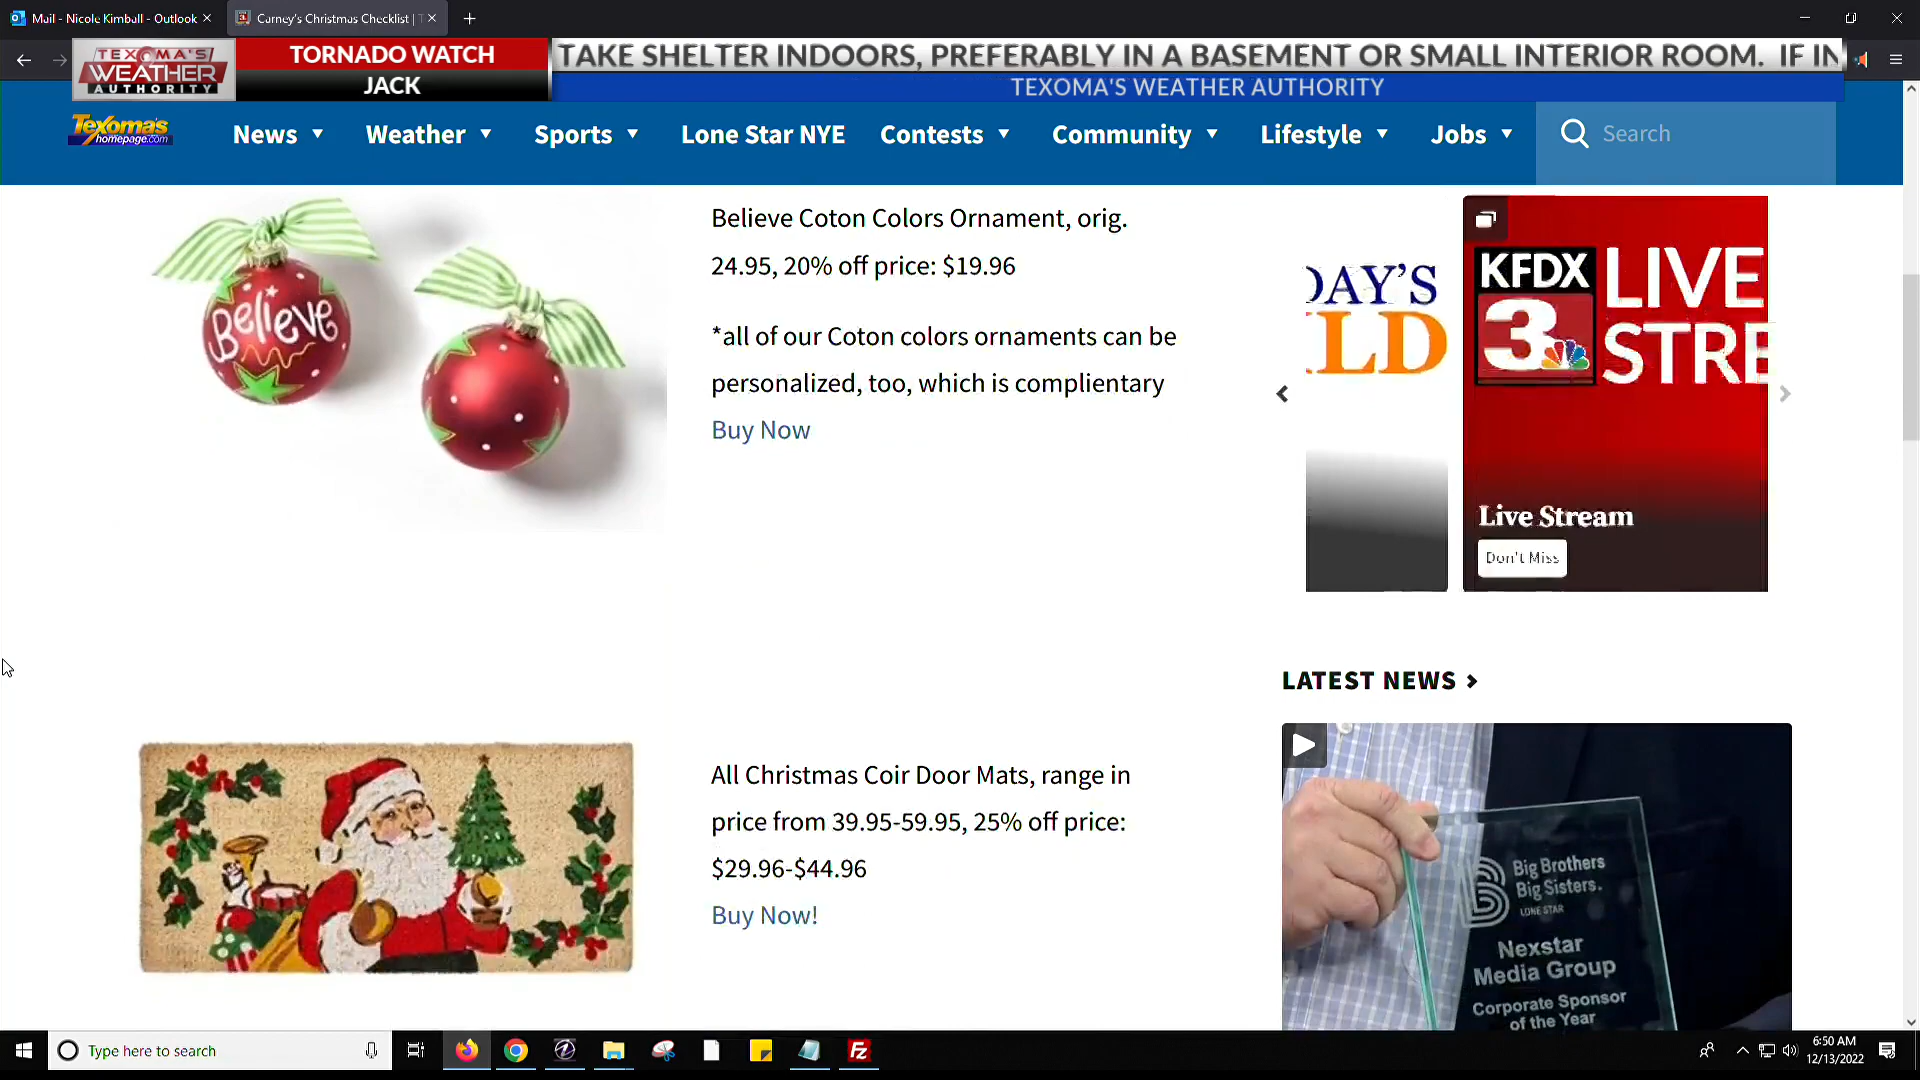 Mail - Nicole Kimball - Outlook
Carney's Christmas Checklist | T
TEXOMA'S
WEATHER
AUTHORITY
TORNADO WATCH
JACK
TAKE SHELTER INDOORS, PREFERABLY IN A BASEMENT OR SMALL INTERIOR ROOM. IF IN
TEXOMA'S WEATHER AUTHORITY
Texoma's
homepage.com
News
Weather
Sports
Lone Star NYE
Contests
Community
Lifestyle
Jobs
Search
Believe
Believe Coton Colors Ornament, orig.
24.95, 20% off price: $19.96
*all of our Coton colors ornaments can be
personalized, too, which is complientary
Buy Now
DAY'S
LD
KFDX
3
LIVE
STRE
Live Stream
Don't Miss
LATEST NEWS
All Christmas Coir Door Mats, range in
price from 39.95-59.95, 25% off price:
$29.96-$44.96
Buy Now!
Big Brothers
Big Sisters.
LONE STAR
Nexstar
Media Group
Corporate Sponsor
of the Year
Type here to search
Fz
6:50 AM
12/13/2022